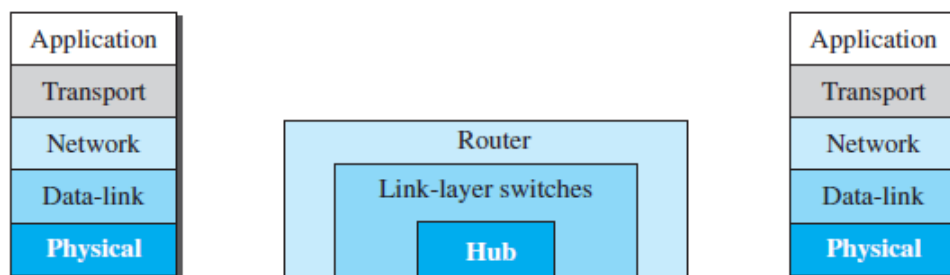 Application
Transport
Network
Data-link
Physical
Router
Link-layer switches
Hub
Application
Transport
Network
Data-link
Physical